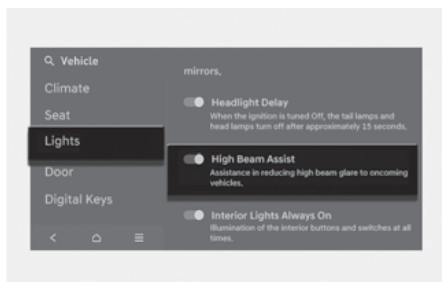 Vehicle
Climate
Seat
Lights
Door
Digital Keys
mirrors,
Headlight Delay
When the ignition is turned Off, the tail lamps and
head lamps turn off after approximately 15 seconds,
High Beam Assist
Assistance in reducing high beam glare to oncoming
vehicles,
Interior Lights Always On
Illumination of the interior buttons and switches at all
times,